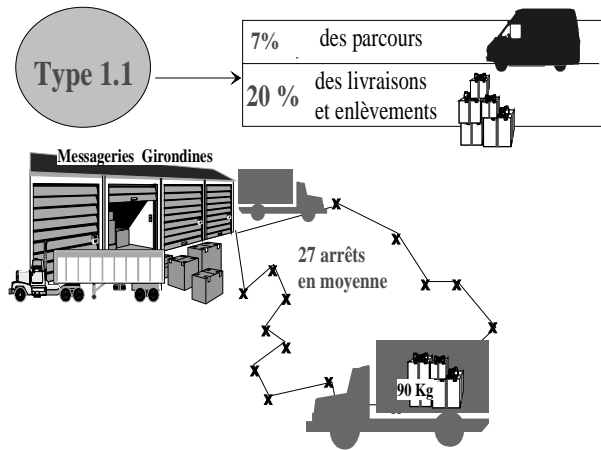 Type 1.1
7% des parcours
20 % des livraisons
et enlèvements
Messageries Girondines
27 arrêts
en moyenne
90 Kg